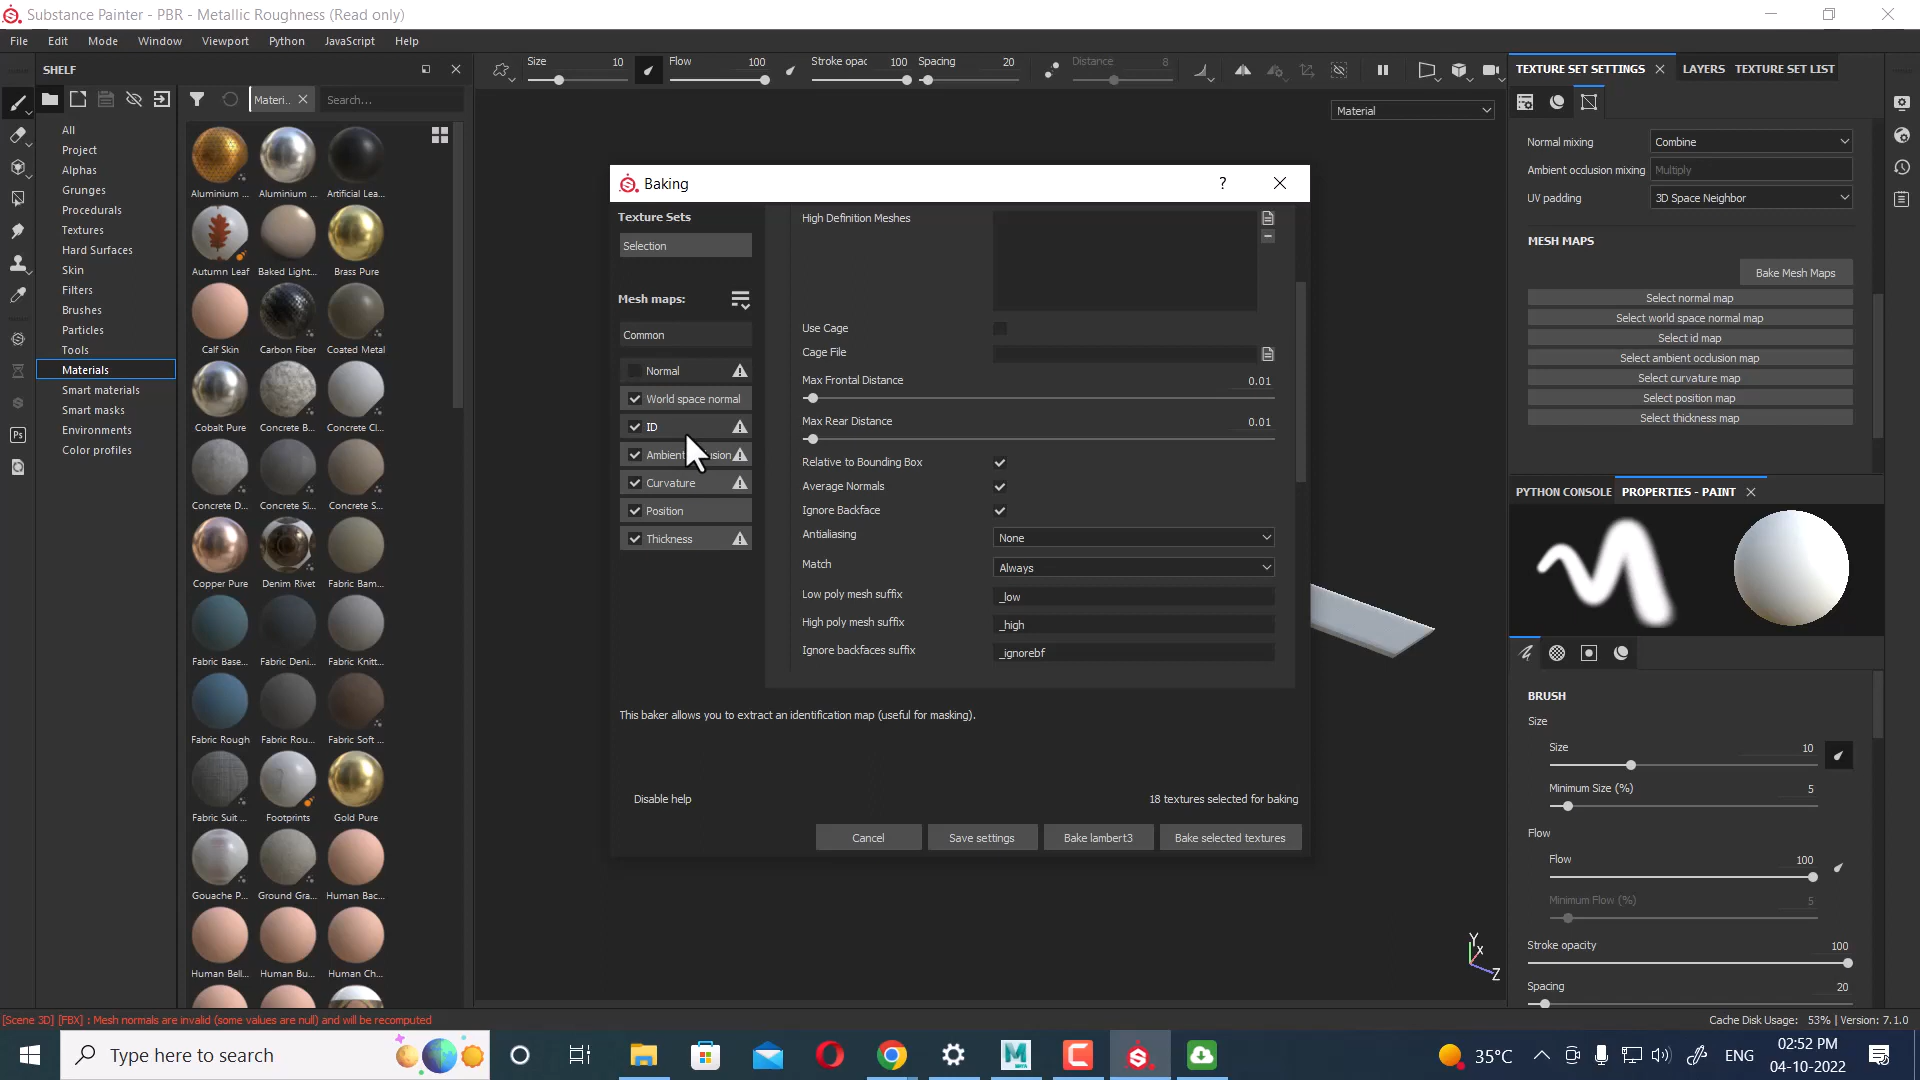 Substance Painter - PBR - Metallic Roughness (Read only)
File Edit Mode Window Viewport Python JavaScript Help
SHELF
Size 10 Flow 100 Stroke opac 100 Spacing 20 Distance 8
TEXTURE SET SETTINGS LAYERS TEXTURE SET LIST
Materi.. Search...
Material
All
Project
Alphas
Grunges
Procedurals
Textures
Hard Surfaces
Skin
Filters
Brushes
Particles
Tools
Materials
Smart materials
Smart masks
Environments
Color profiles
Aluminium ... Aluminium ... Artificial Lea...
Autumn Leaf Baked Light... Brass Pure
Calf Skin Carbon Fiber Coated Metal
Cobalt Pure Concrete B... Concrete Cl...
Concrete D... Concrete Si... Concrete S...
Copper Pure Denim Rivet Fabric Bam...
Fabric Base... Fabric Deni... Fabric Knitt...
Fabric Rough Fabric Rou... Fabric Soft ...
Fabric Suit ... Footprints Gold Pure
Gouache P... Ground Gra... Human Bac...
Human Bell... Human Bu... Human Ch...
Baking
?
Texture Sets
Selection
Mesh maps:
Common
Normal
World space normal
ID
Ambient usion
Curvature
Position
Thickness
High Definition Meshes
Use Cage
Cage File
Max Frontal Distance 0.01
Max Rear Distance 0.01
Relative to Bounding Box
Average Normals
Ignore Backface
Antialiasing None
Match Always
Low poly mesh suffix _low
High poly mesh suffix _high
Ignore backfaces suffix _ignorebf
This baker allows you to extract an identification map (useful for masking).
Disable help
18 textures selected for baking
Cancel Save settings Bake lambert3 Bake selected textures
Normal mixing Combine
Ambient occlusion mixing Multiply
UV padding 3D Space Neighbor
MESH MAPS
Bake Mesh Maps
Select normal map
Select world space normal map
Select id map
Select ambient occlusion map
Select curvature map
Select position map
Select thickness map
PYTHON CONSOLE PROPERTIES - PAINT
BRUSH
Size
Size 10
Minimum Size (%) 5
Flow
Flow 100
Minimum Flow (%) 5
Stroke opacity 100
Spacing 20
Y
X
Z
[Scene 3D] [FBX] : Mesh normals are invalid (some values are null) and will be recomputed
Cache Disk Usage: 53% | Version: 7.1.0
Type here to search
Ps
M
35°C
ENG
02:52 PM
04-10-2022